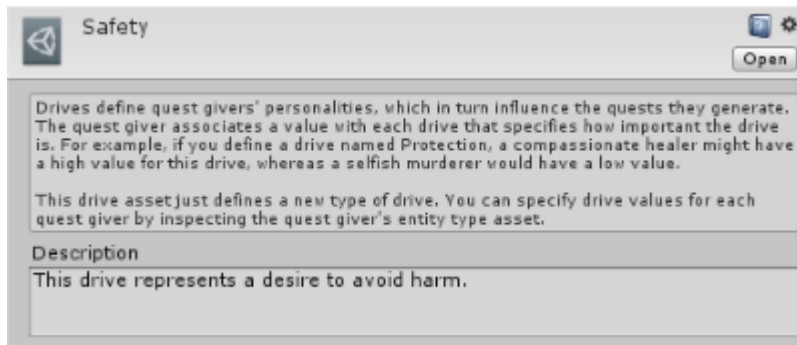 Safety
Open
Drives define quest givers' personalities, which in turn influence the quests they generate.
The quest giver associates a value with each drive that specifies how important the drive
is. For example, if you define a drive named Protection, a compassionate healer might have
a high value for this drive, whereas a selfish murderer would have a low value.
This drive asset just defines a new type of drive. You can specify drive values for each
quest giver by inspecting the quest giver's entity type asset.
Description
This drive represents a desire to avoid harm.